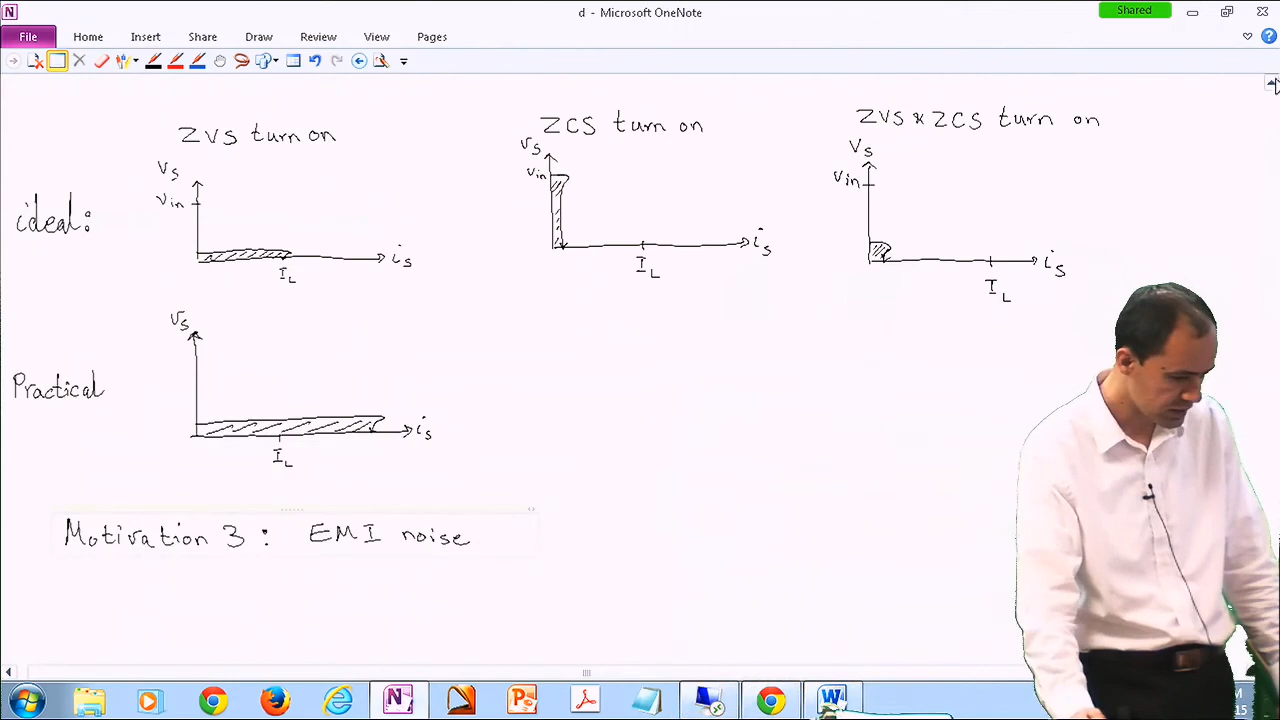 d - Microsoft OneNote
Shared
File Home Insert Share Draw Review View Pages
ZVS turn on
ZCS turn on
ZVS & ZCS turn on
ideal:
Vs
Vin
IL
is
Vs
Vin
IL
is
Vs
Vin
IL
is
Practical
Vs
IL
is
Motivation 3 : EMI noise